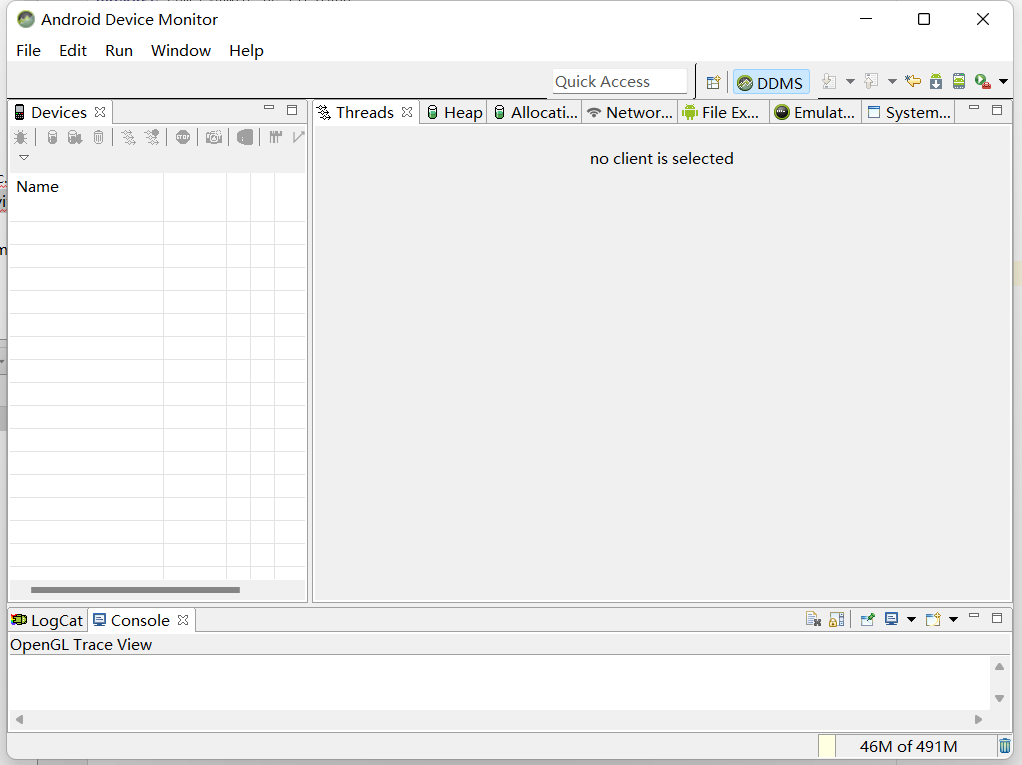 Android Device Monitor
File Edit Run Window Help
Quick Access DDMS
Devices
Name
Threads Heap Allocati... Networ... File Ex... Emulat... System...
no client is selected
LogCat Console
OpenGL Trace View
46M of 491M